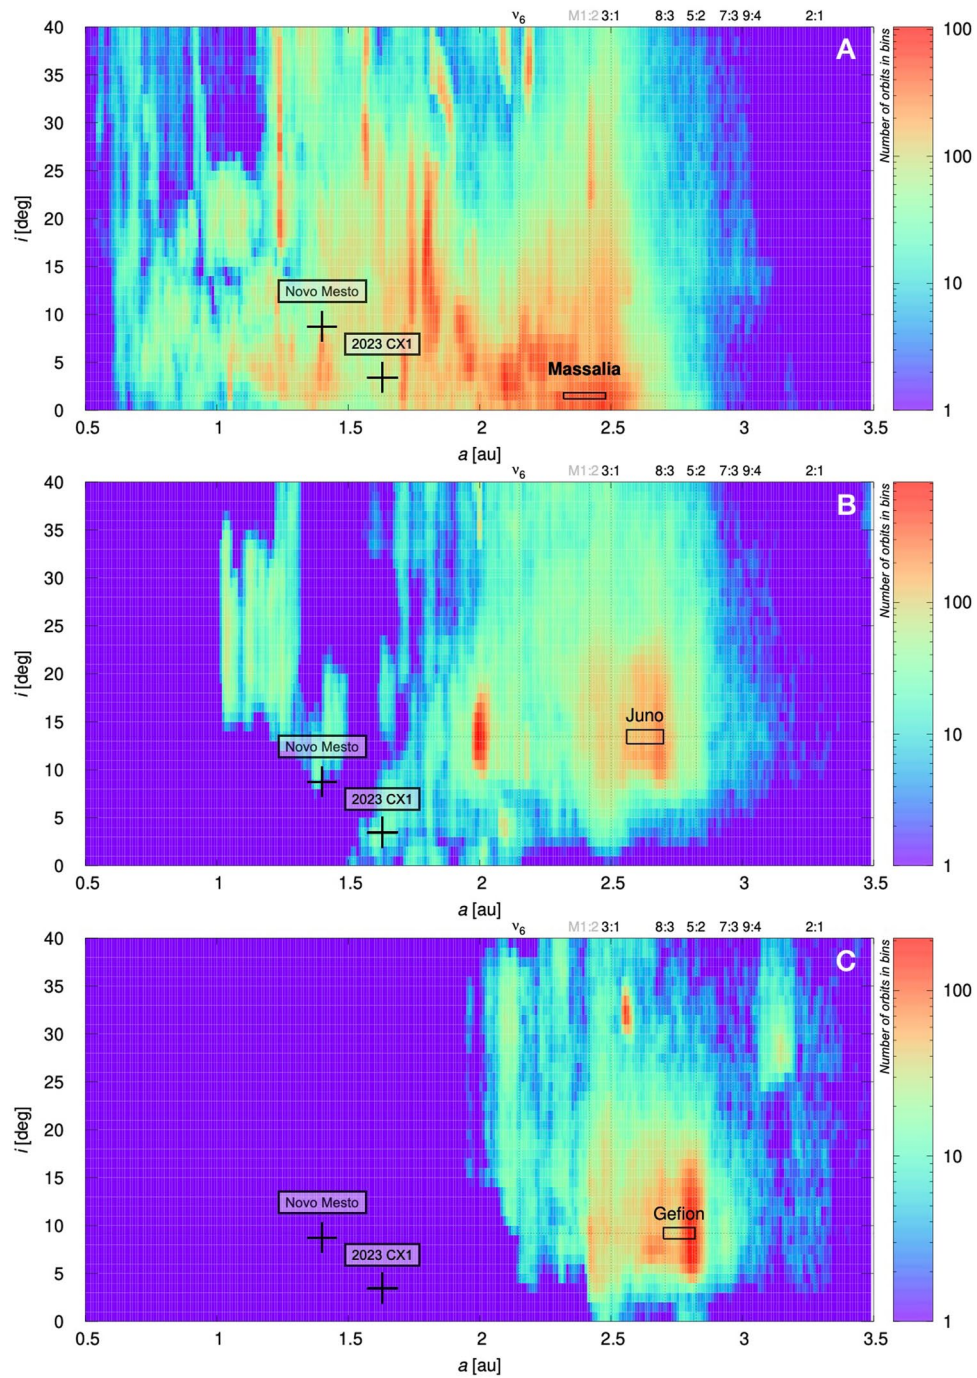 ν6 M1:2 3:1 8:3 5:2 7:3 9:4 2:1
A
40
35
30
25
20
15
10
5
0
i [deg]
Novo Mesto
2023 CX1
Massalia
0.5 1 1.5 2 2.5 3 3.5
a [au]
Number of orbits in bins
100
100
10
1
ν6 M1:2 3:1 8:3 5:2 7:3 9:4 2:1
B
40
35
30
25
20
15
10
5
0
i [deg]
Juno
Novo Mesto
2023 CX1
0.5 1 1.5 2 2.5 3 3.5
a [au]
Number of orbits in bins
100
10
1
ν6 M1:2 3:1 8:3 5:2 7:3 9:4 2:1
C
40
35
30
25
20
15
10
5
0
i [deg]
Novo Mesto
Gefion
2023 CX1
0.5 1 1.5 2 2.5 3 3.5
a [au]
Number of orbits in bins
100
10
1